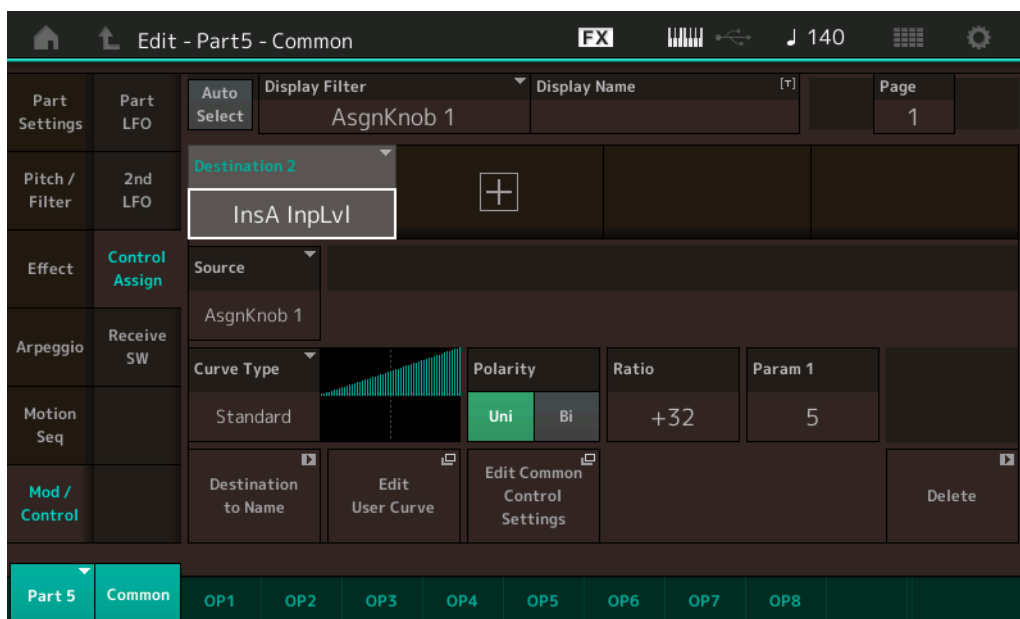 Edit - Part5 - Common
FX
140
Part
Settings
Part
LFO
Auto
Select
Display Filter
AsgnKnob 1
Display Name
[T]
Page
1
Pitch /
Filter
2nd
LFO
Destination 2
InsA InpLvl
Effect
Control
Assign
Source
AsgnKnob 1
Arpeggio
Receive
SW
Curve Type
Standard
Polarity
Uni
Bi
Ratio
+32
Param 1
5
Motion
Seq
Mod /
Control
Destination
to Name
Edit
User Curve
Edit Common
Control
Settings
Delete
Part 5
Common
OP1
OP2
OP3
OP4
OP5
OP6
OP7
OP8